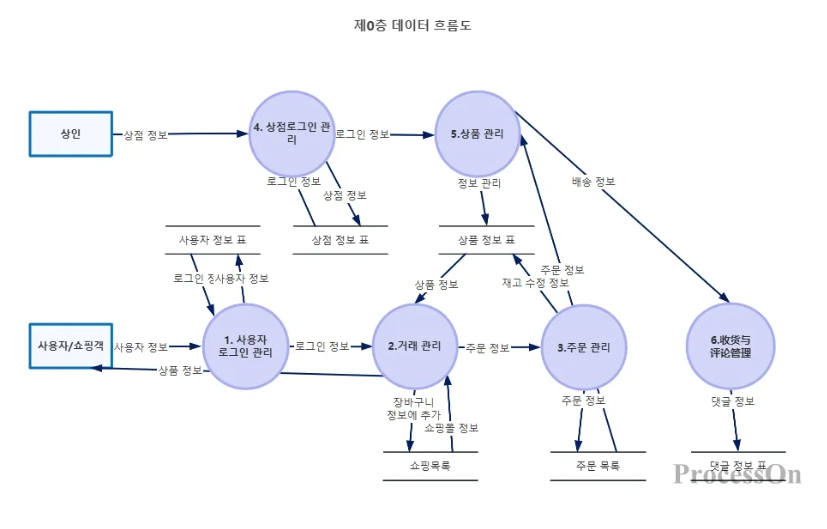 제0층 데이터 흐름도
상인
상점 정보
4. 상점로그인 관
리
로그인 정보
5.상품 관리
로그인 정보
상점 정보
정보 관리
배송 정보
사용자 정보 표
상점 정보 표
상품 정보 표
로그인 정
사용자 정보
상품 정보
주문 정보
재고 수정 정보
사용자/쇼핑객
사용자 정보
1. 사용자
로그인 관리
로그인 정보
2.거래 관리
주문 정보
3.주문 관리
6.收货与
评论管理
상품 정보
장바구니
정보에 추가
쇼핑몰 정보
주문 정보
댓글 정보
쇼핑목록
주문 목록
댓글 정보 표
ProcessOn